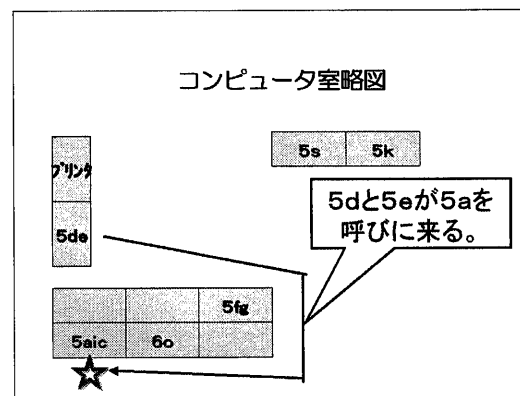 コンピュータ室略図
プリンタ
5s 5k
5dと5eが5aを
呼びに来る。
5de
5fg
5aic 6o